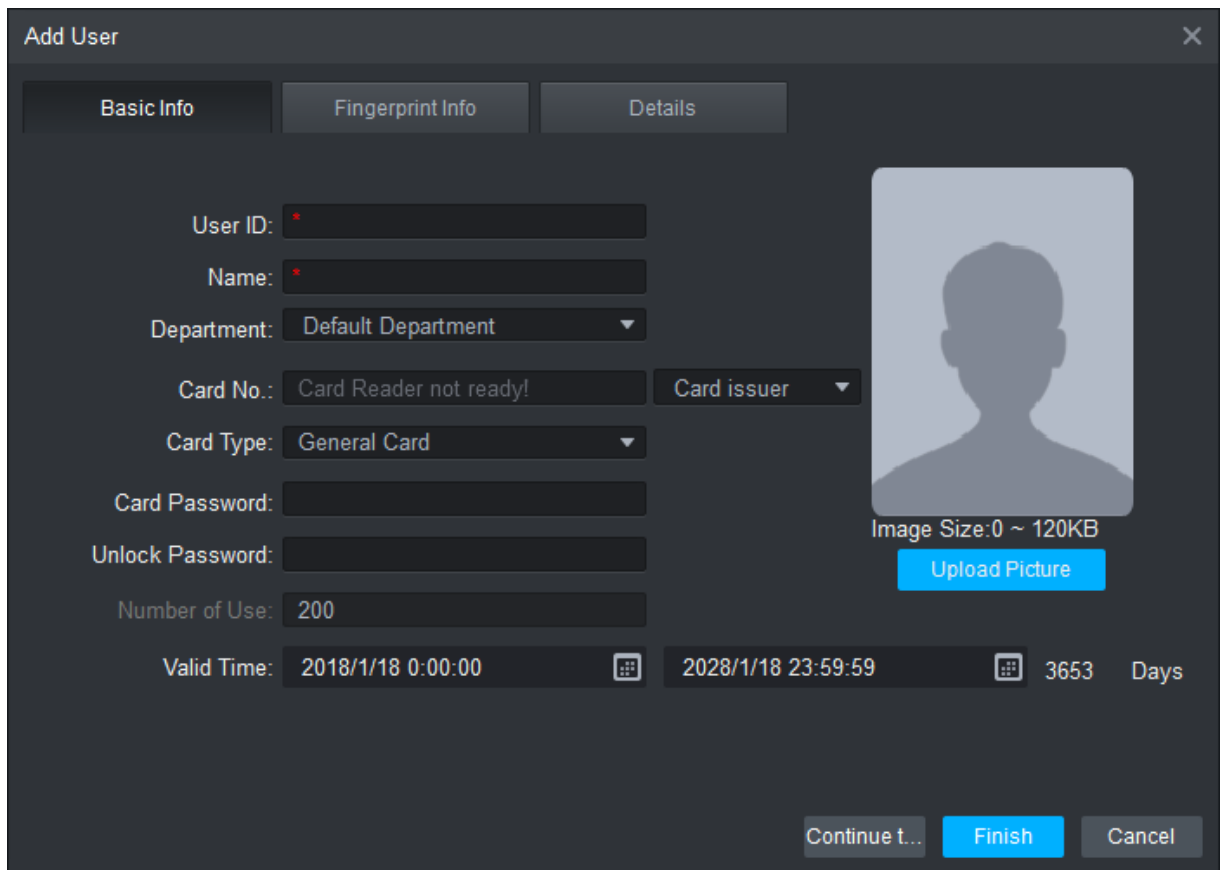 Add User
Basic Info Fingerprint Info Details
User ID: *
Name: *
Department: Default Department
Card No.: Card Reader not ready! Card issuer
Card Type: General Card
Card Password:
Image Size:0 ~ 120KB
Unlock Password:
Upload Picture
Number of Use: 200
Valid Time: 2018/1/18 0:00:00 2028/1/18 23:59:59 3653 Days
Continue t... Finish Cancel